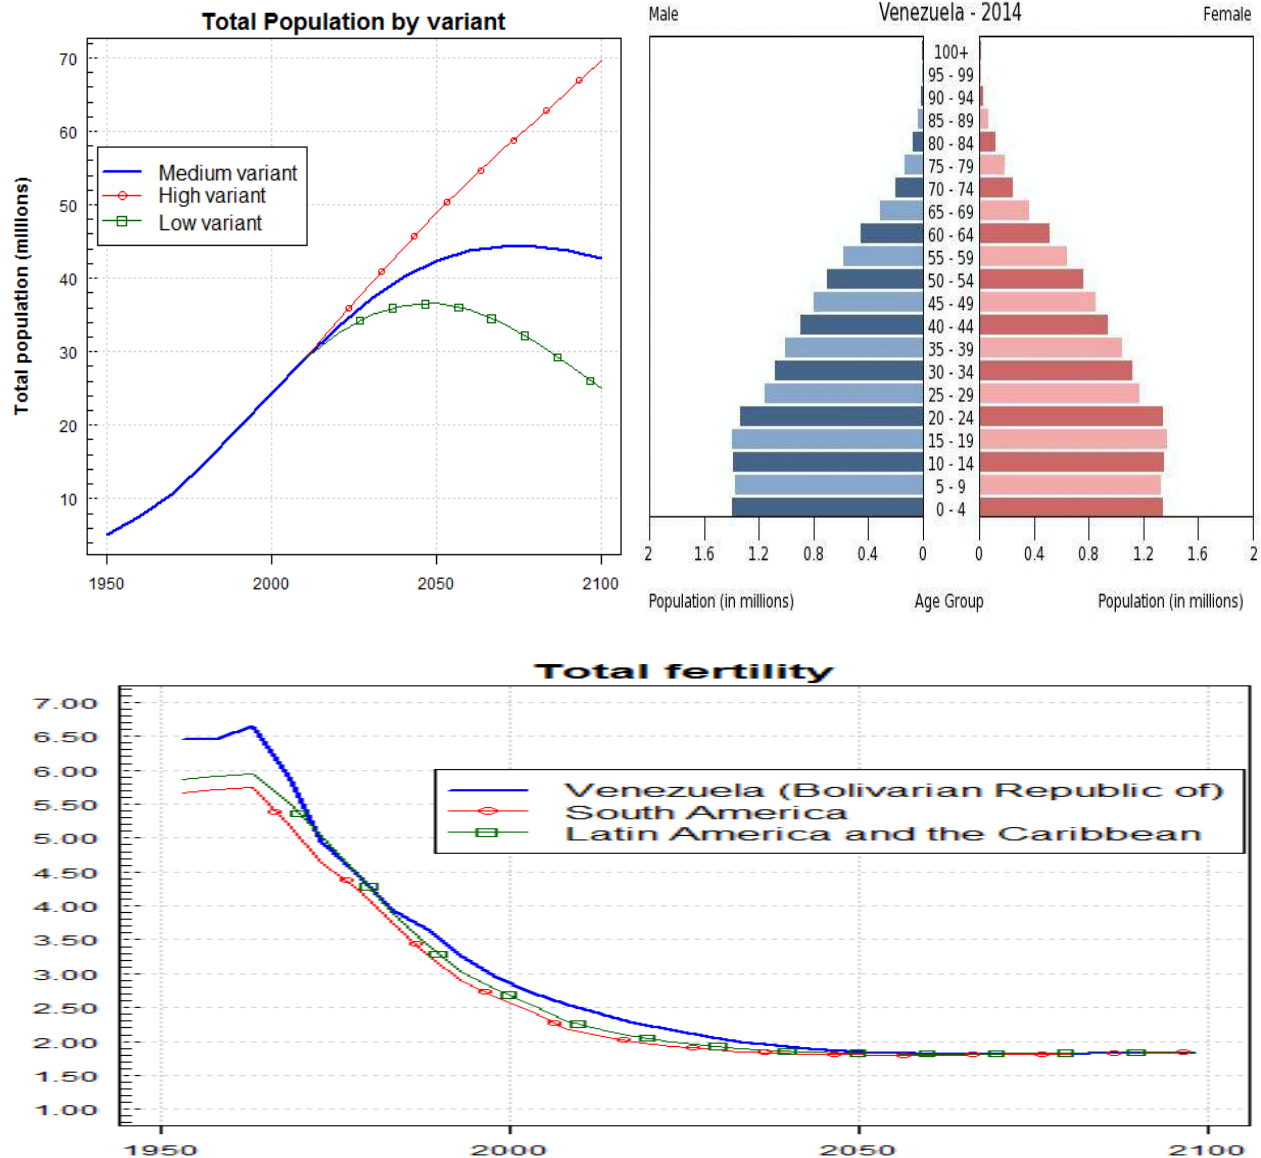 Total Population by variant
Total population (millions)
70
60
50
40
30
20
10
Medium variant
High variant
Low variant
1950 2000 2050 2100
Male Venezuela - 2014 Female
100+
95 - 99
90 - 94
85 - 89
80 - 84
75 - 79
70 - 74
65 - 69
60 - 64
55 - 59
50 - 54
45 - 49
40 - 44
35 - 39
30 - 34
25 - 29
20 - 24
15 - 19
10 - 14
5 - 9
0 - 4
2 1.6 1.2 0.8 0.4 0 0 0.4 0.8 1.2 1.6 2
Population (in millions) Age Group Population (in millions)
Total fertility
7.00
6.50
6.00
5.50
5.00
4.50
4.00
3.50
3.00
2.50
2.00
1.50
1.00
Venezuela (Bolivarian Republic of)
South America
Latin America and the Caribbean
1950 2000 2050 2100